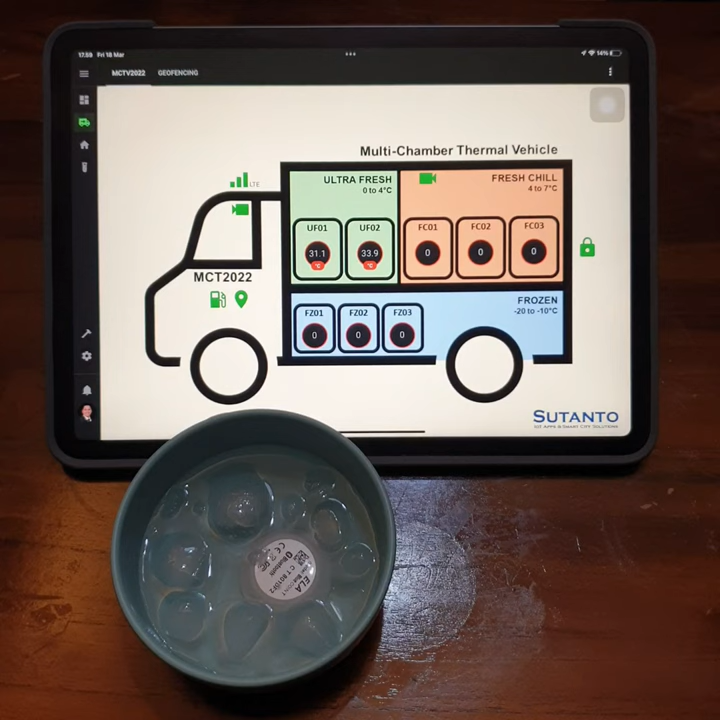 17:59 Fri 18 Mar
14%
MCTV2022 GEOFENCING
Multi-Chamber Thermal Vehicle
LTE
ULTRA FRESH
0 to 4°C
FRESH CHILL
4 to 7°C
UF01
31.1
°C
UF02
33.9
°C
FC01
0
FC02
0
FC03
0
MCT2022
FROZEN
-20 to -10°C
FZ01
0
FZ02
0
FZ03
0
SUTANTO
IOT APPS & SMART CITY SOLUTIONS
ELA
Bluetooth
CE